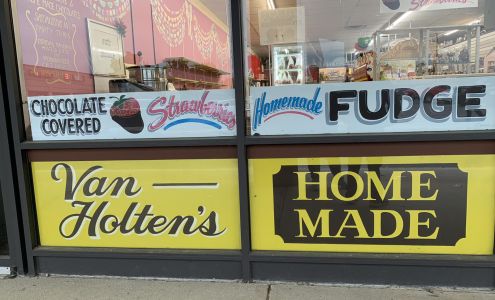 CHOCOLATE
COVERED
Strawberries
Homemade FUDGE
Van
Holten's
HOME
MADE